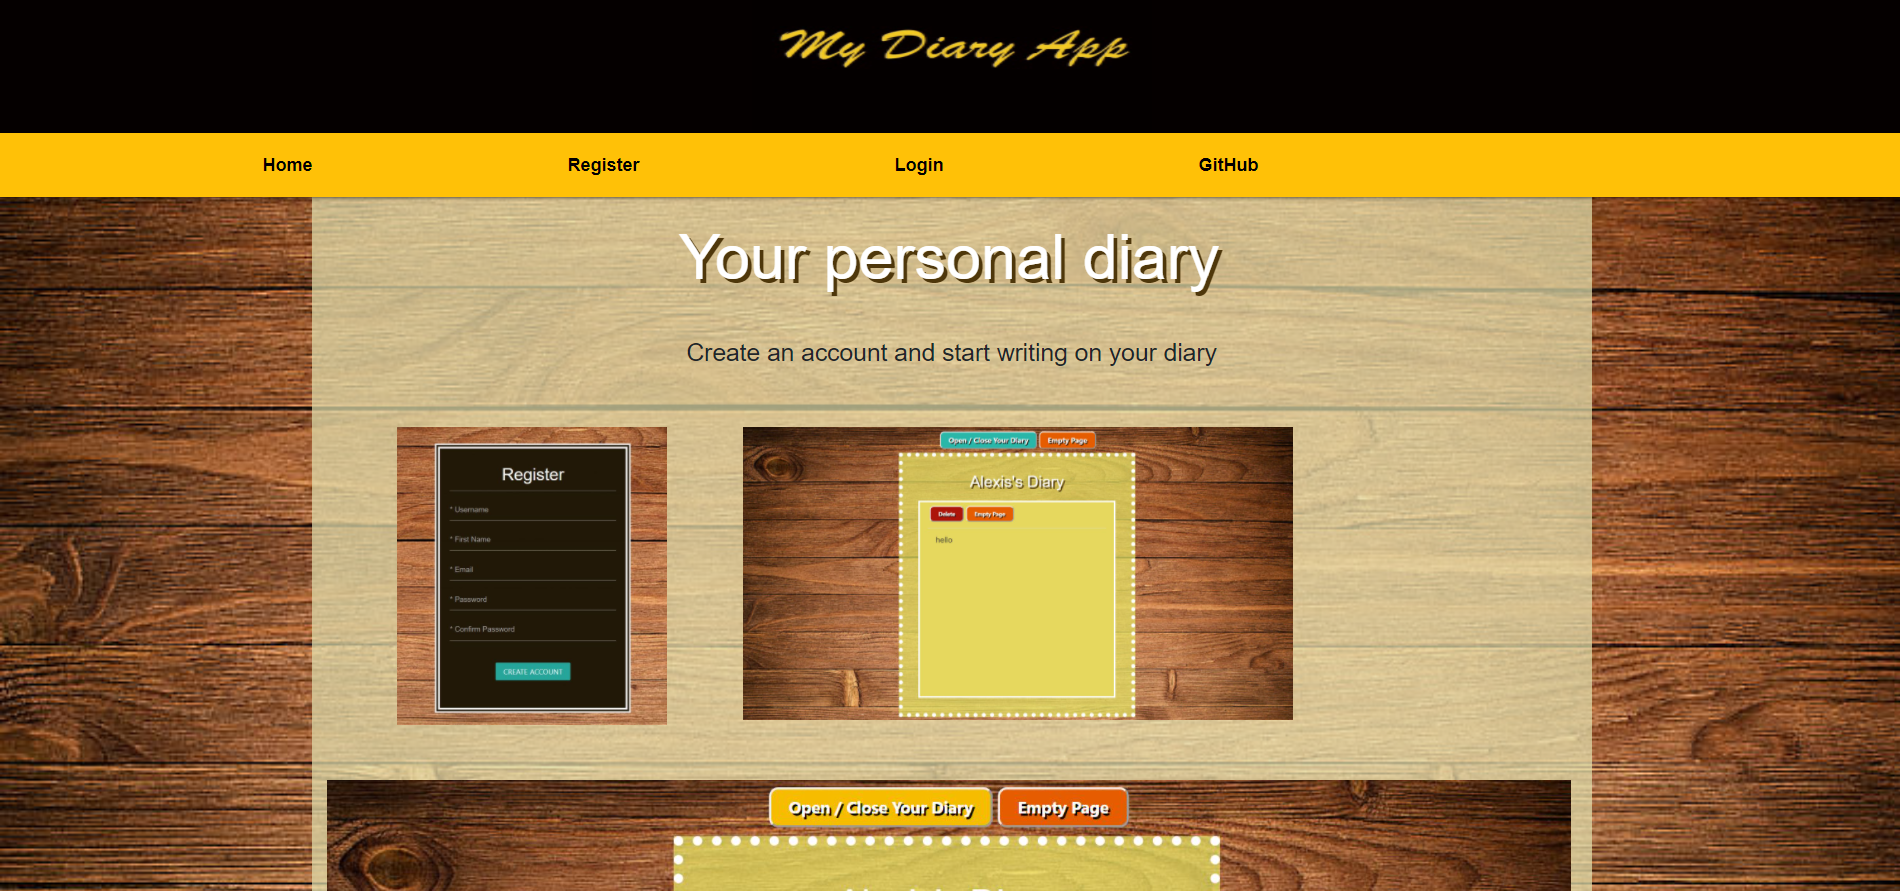 My Diary App
Home Register Login GitHub
Your personal diary
Create an account and start writing on your diary
Register
* Username
* First Name
* Email
* Password
* Confirm Password
CREATE ACCOUNT
Open / Close Your Diary Empty Page
Alexis's Diary
Delete Empty Page
hello
Open / Close Your Diary Empty Page